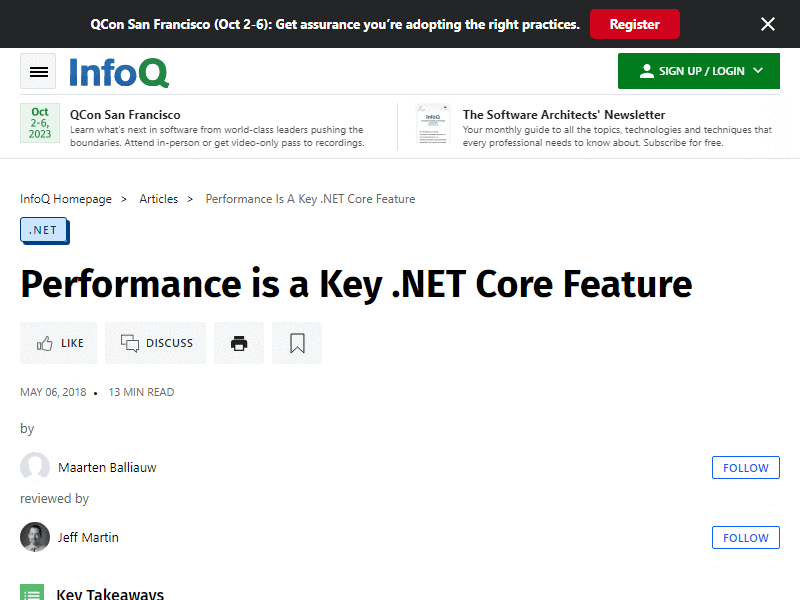 QCon San Francisco (Oct 2-6): Get assurance you're adopting the right practices.
Register
InfoQ
SIGN UP / LOGIN
Oct
2-6,
2023
QCon San Francisco
Learn what's next in software from world-class leaders pushing the
boundaries. Attend in-person or get video-only pass to recordings.
InfoQ
The Software Architects' Newsletter
Your monthly guide to all the topics, technologies and techniques that
every professional needs to know about. Subscribe for free.
InfoQ Homepage > Articles > Performance Is A Key .NET Core Feature
.NET
Performance is a Key .NET Core Feature
LIKE
DISCUSS
MAY 06, 2018 • 13 MIN READ
by
Maarten Balliauw
FOLLOW
reviewed by
Jeff Martin
FOLLOW
Key Takeaways